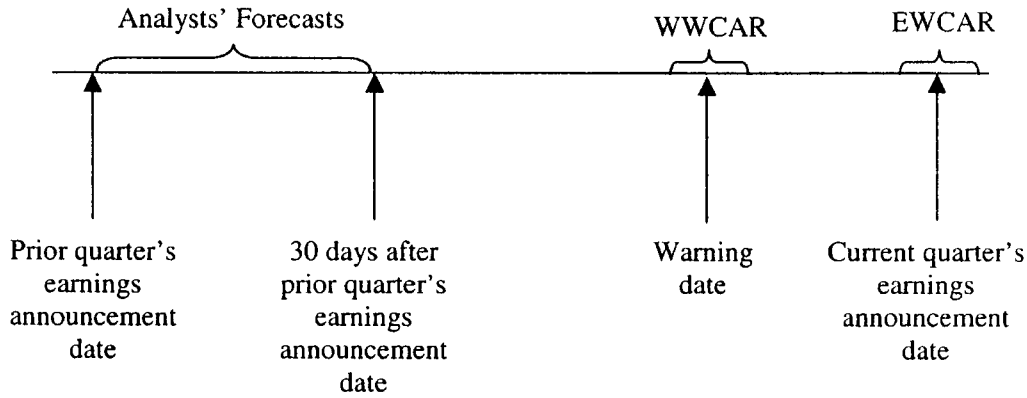 Analysts' Forecasts
WWCAR
EWCAR
Prior quarter's
earnings
announcement
date
30 days after
prior quarter's
earnings
announcement
date
Warning
date
Current quarter's
earnings
announcement
date